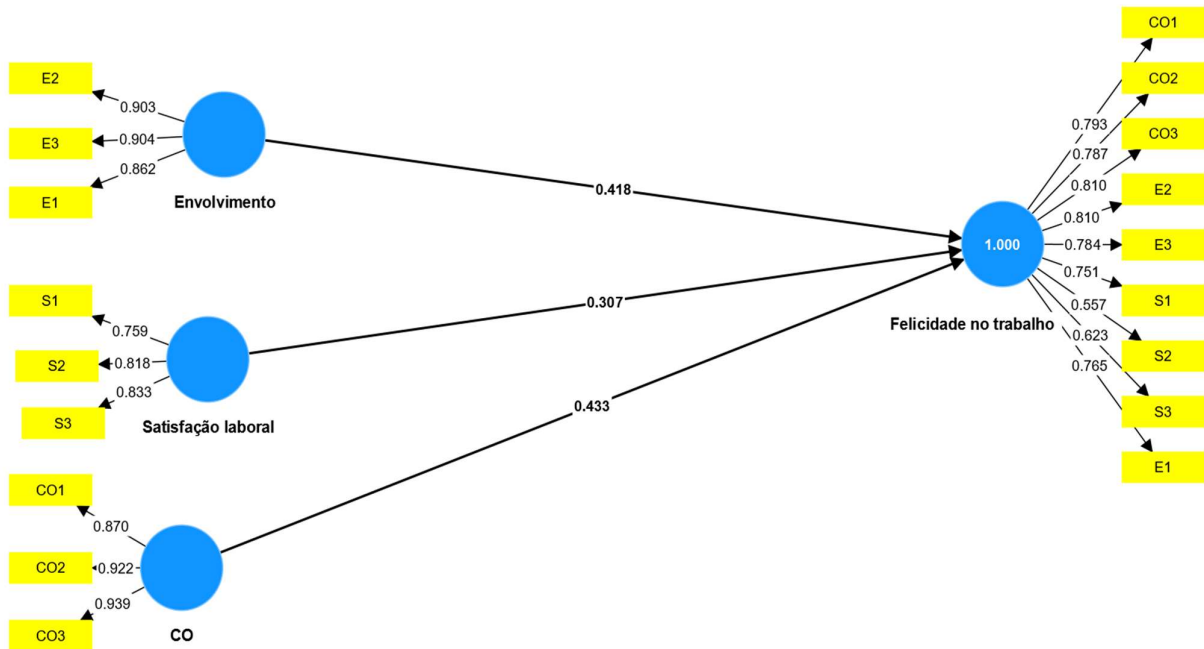 E2
E3
E1
0.903
0.904
0.862
Envolvimento
S1
S2
S3
0.759
0.818
0.833
Satisfação laboral
CO1
CO2
CO3
0.870
0.922
0.939
CO
0.418
0.307
0.433
1.000
Felicidade no trabalho
0.793
0.787
0.810
0.810
0.784
0.751
0.557
0.623
0.765
CO1
CO2
CO3
E2
E3
S1
S2
S3
E1